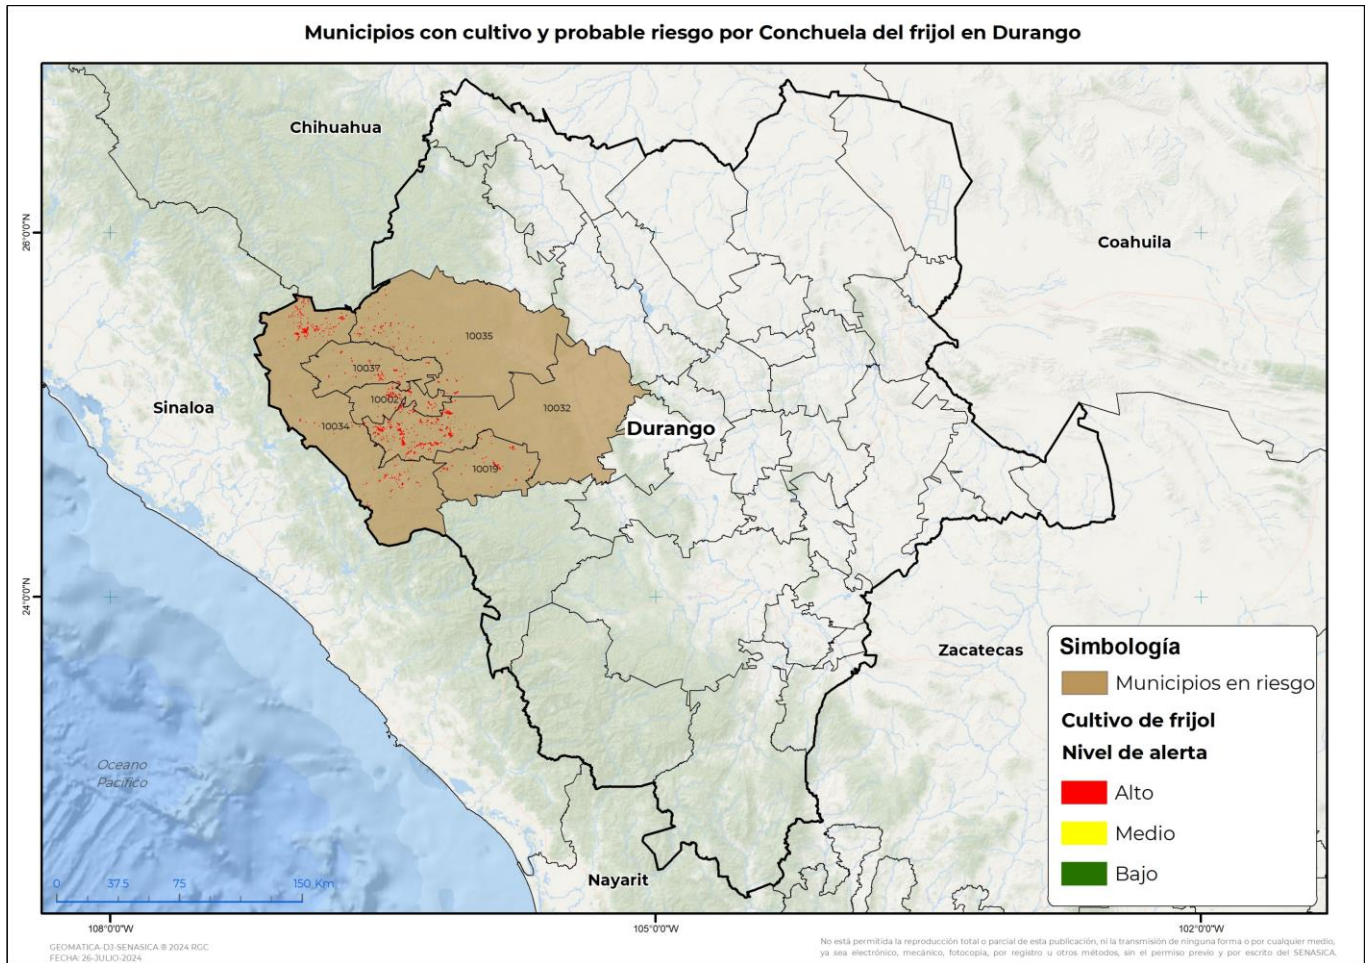 Municipios con cultivo y probable riesgo por Conchuela del frijol en Durango
Chihuahua
Coahuila
Sinaloa
Durango
Zacatecas
Nayarit
Oceano
Pacífico
10035
10037
10002
10032
10034
10019
26°0'0"N
24°0'0"N
108°0'0"W
105°0'0"W
102°0'0"W
0 37.5 75 150 Km
Simbología
Municipios en riesgo
Cultivo de frijol
Nivel de alerta
Alto
Medio
Bajo
GEOMATICA-DJ-SENASICA ® 2024 RGC
FECHA: 26-JULIO-2024
No está permitida la reproducción total o parcial de esta publicación, ni la transmisión de ninguna forma o por cualquier medio,
ya sea electrónico, mecánico, fotocopia, por registro u otros métodos, sin el permiso previo y por escrito del SENASICA.